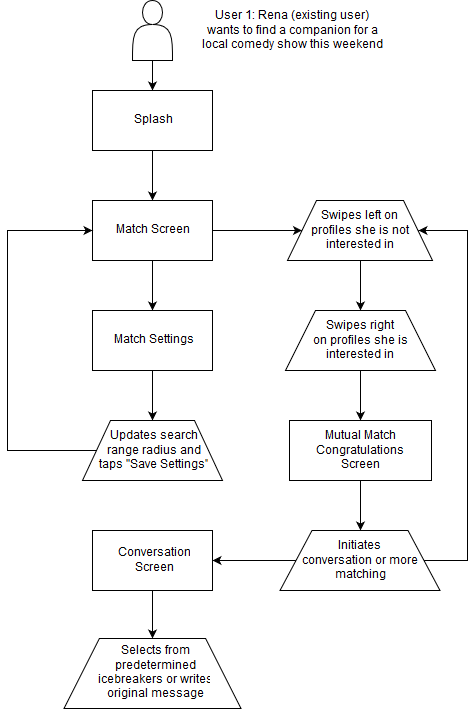 User 1: Rena (existing user)
wants to find a companion for a
local comedy show this weekend
Splash
Match Screen
Swipes left on
profiles she is not
interested in
Match Settings
Swipes right
on profiles she is
interested in
Updates search
range radius and
taps "Save Settings"
Mutual Match
Congratulations
Screen
Conversation
Screen
Initiates
conversation or more
matching
Selects from
predetermined
icebreakers or writes
original message